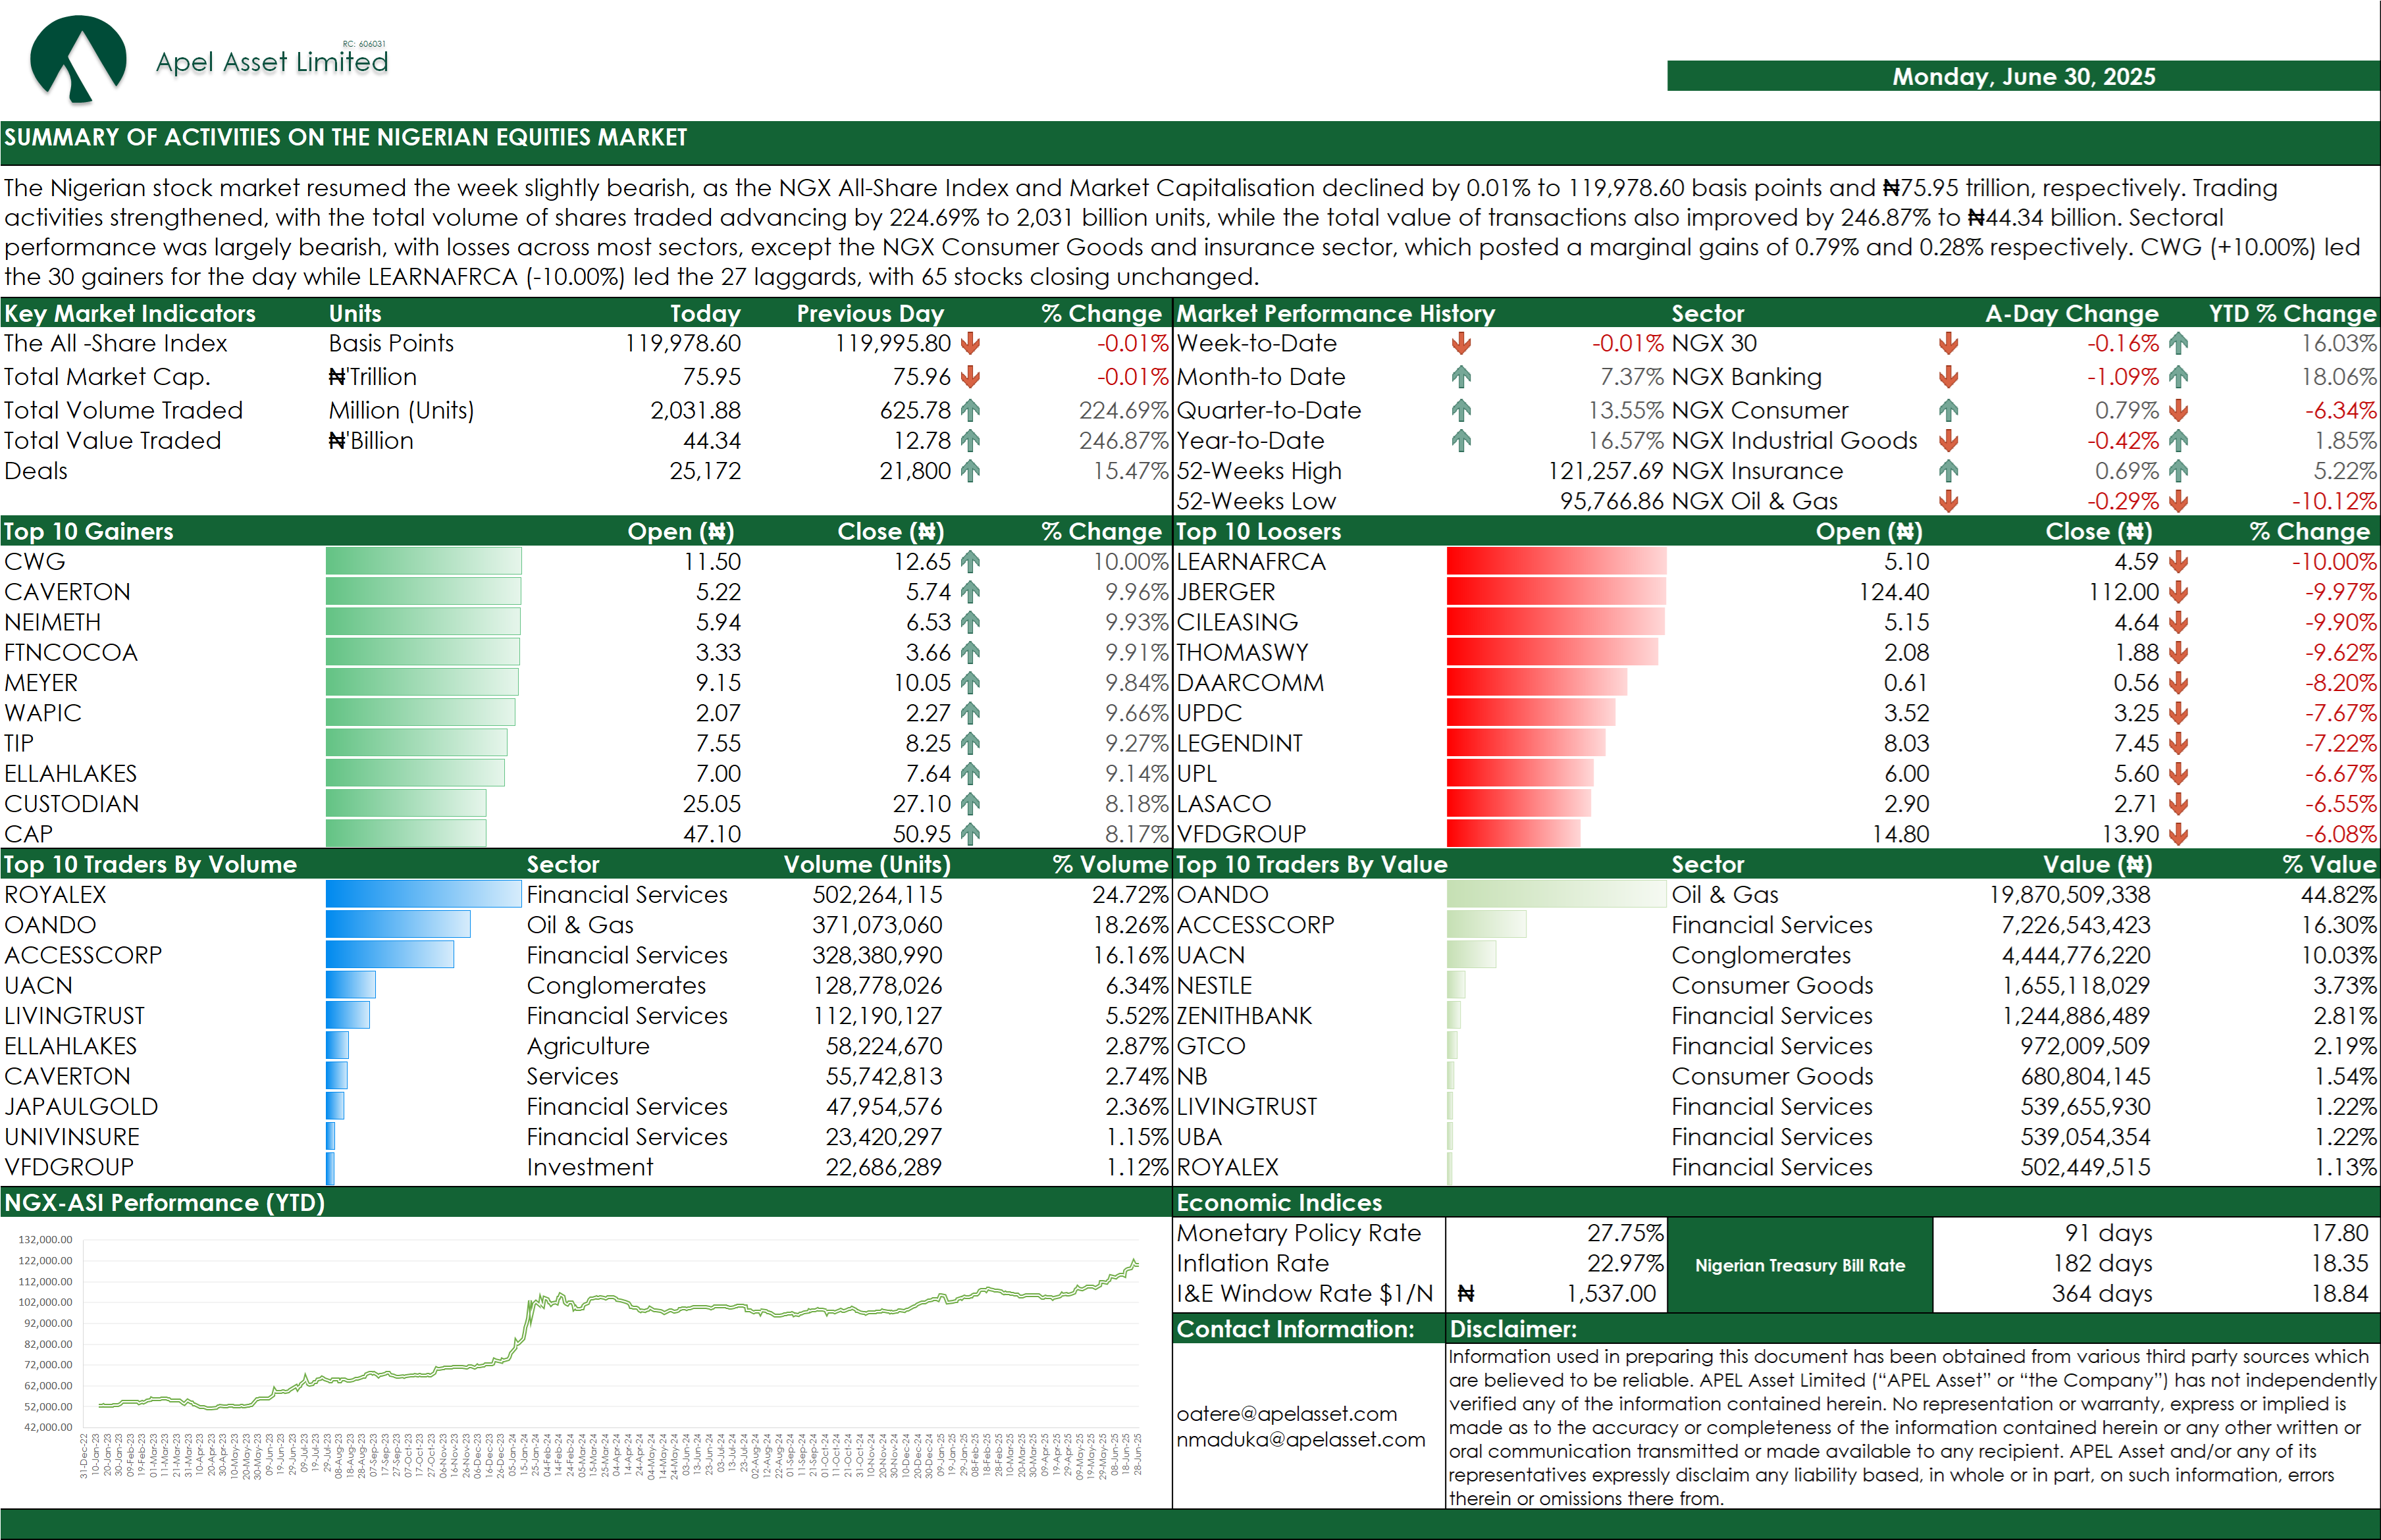 RC: 606031
Apel Asset Limited
Monday, June 30, 2025
SUMMARY OF ACTIVITIES ON THE NIGERIAN EQUITIES MARKET
The Nigerian stock market resumed the week slightly bearish, as the NGX All-Share Index and Market Capitalisation declined by 0.01% to 119,978.60 basis points and ₦75.95 trillion, respectively. Trading
activities strengthened, with the total volume of shares traded advancing by 224.69% to 2,031 billion units, while the total value of transactions also improved by 246.87% to ₦44.34 billion. Sectoral
performance was largely bearish, with losses across most sectors, except the NGX Consumer Goods and insurance sector, which posted a marginal gains of 0.79% and 0.28% respectively. CWG (+10.00%) led
the 30 gainers for the day while LEARNAFRCA (-10.00%) led the 27 laggards, with 65 stocks closing unchanged.
Key Market Indicators Units Today Previous Day % Change Market Performance History Sector A-Day Change YTD % Change
The All -Share Index Basis Points 119,978.60 119,995.80 -0.01% Week-to-Date -0.01% NGX 30 -0.16% 16.03%
Total Market Cap. ₦'Trillion 75.95 75.96 -0.01% Month-to Date 7.37% NGX Banking -1.09% 18.06%
Total Volume Traded Million (Units) 2,031.88 625.78 224.69% Quarter-to-Date 13.55% NGX Consumer 0.79% -6.34%
Total Value Traded ₦'Billion 44.34 12.78 246.87% Year-to-Date 16.57% NGX Industrial Goods -0.42% 1.85%
Deals 25,172 21,800 15.47% 52-Weeks High 121,257.69 NGX Insurance 0.69% 5.22%
52-Weeks Low 95,766.86 NGX Oil & Gas -0.29% -10.12%
Top 10 Gainers Open (₦) Close (₦) % Change Top 10 Loosers Open (₦) Close (₦) % Change
CWG 11.50 12.65 10.00% LEARNAFRCA 5.10 4.59 -10.00%
CAVERTON 5.22 5.74 9.96% JBERGER 124.40 112.00 -9.97%
NEIMETH 5.94 6.53 9.93% CILEASING 5.15 4.64 -9.90%
FTNCOCOA 3.33 3.66 9.91% THOMASWY 2.08 1.88 -9.62%
MEYER 9.15 10.05 9.84% DAARCOMM 0.61 0.56 -8.20%
WAPIC 2.07 2.27 9.66% UPDC 3.52 3.25 -7.67%
TIP 7.55 8.25 9.27% LEGENDINT 8.03 7.45 -7.22%
ELLAHLAKES 7.00 7.64 9.14% UPL 6.00 5.60 -6.67%
CUSTODIAN 25.05 27.10 8.18% LASACO 2.90 2.71 -6.55%
CAP 47.10 50.95 8.17% VFDGROUP 14.80 13.90 -6.08%
Top 10 Traders By Volume Sector Volume (Units) % Volume Top 10 Traders By Value Sector Value (₦) % Value
ROYALEX Financial Services 502,264,115 24.72% OANDO Oil & Gas 19,870,509,338 44.82%
OANDO Oil & Gas 371,073,060 18.26% ACCESSCORP Financial Services 7,226,543,423 16.30%
ACCESSCORP Financial Services 328,380,990 16.16% UACN Conglomerates 4,444,776,220 10.03%
UACN Conglomerates 128,778,026 6.34% NESTLE Consumer Goods 1,655,118,029 3.73%
LIVINGTRUST Financial Services 112,190,127 5.52% ZENITHBANK Financial Services 1,244,886,489 2.81%
ELLAHLAKES Agriculture 58,224,670 2.87% GTCO Financial Services 972,009,509 2.19%
CAVERTON Services 55,742,813 2.74% NB Consumer Goods 680,804,145 1.54%
JAPAULGOLD Financial Services 47,954,576 2.36% LIVINGTRUST Financial Services 539,655,930 1.22%
UNIVINSURE Financial Services 23,420,297 1.15% UBA Financial Services 539,054,354 1.22%
VFDGROUP Investment 22,686,289 1.12% ROYALEX Financial Services 502,449,515 1.13%
NGX-ASI Performance (YTD)
132,000.00
122,000.00
112,000.00
102,000.00
92,000.00
82,000.00
72,000.00
62,000.00
52,000.00
42,000.00
Economic Indices
Monetary Policy Rate 27.75%
Inflation Rate 22.97%
I&E Window Rate $1/N ₦ 1,537.00
Nigerian Treasury Bill Rate
91 days 17.80
182 days 18.35
364 days 18.84
Contact Information:
oatere@apelasset.com
nmaduka@apelasset.com
Disclaimer:
Information used in preparing this document has been obtained from various third party sources which
are believed to be reliable. APEL Asset Limited (“APEL Asset” or “the Company”) has not independently
verified any of the information contained herein. No representation or warranty, express or implied is
made as to the accuracy or completeness of the information contained herein or any other written or
oral communication transmitted or made available to any recipient. APEL Asset and/or any of its
representatives expressly disclaim any liability based, in whole or in part, on such information, errors
therein or omissions there from.